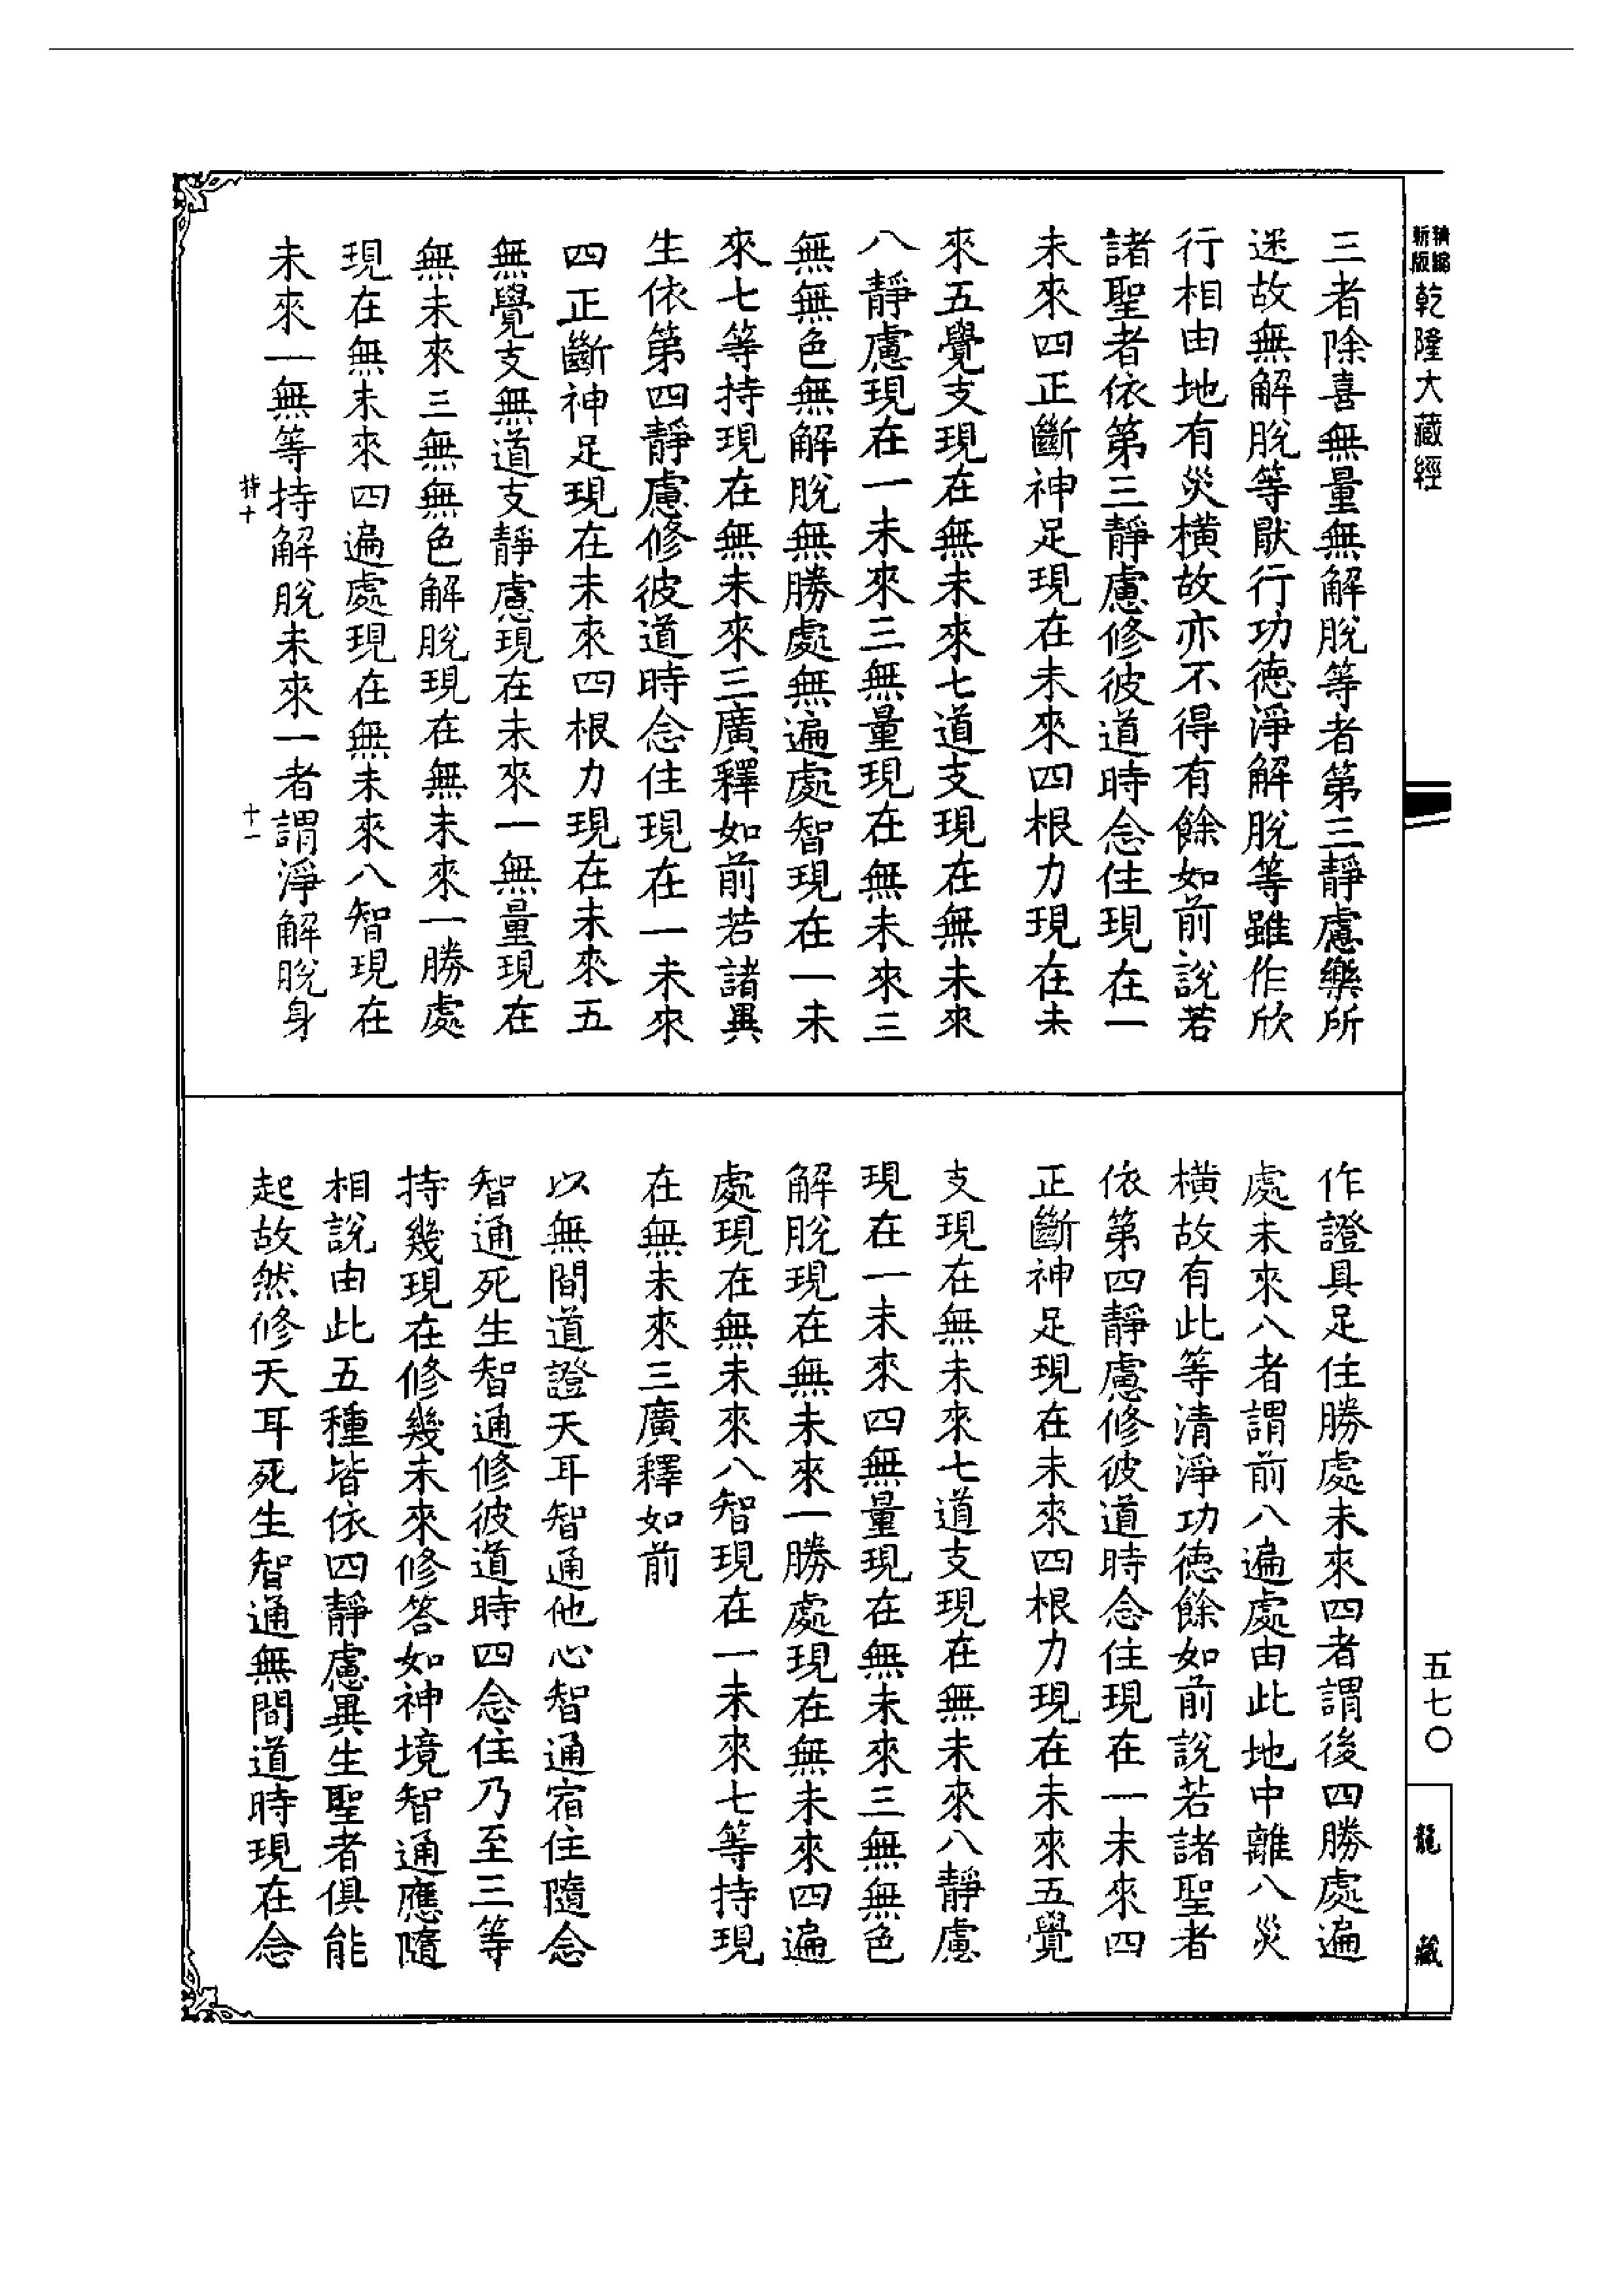 精縮新版乾隆大藏經
三者除喜無量無解脫等者第三靜慮樂所
迷故無解脫等猒行功德淨解脫等雖作欣
行相由地有災橫故亦不得有餘如前說若
諸聖者依第三靜慮修彼道時念住現在一
未來四正斷神足現在未來四根力現在未
來五覺支現在無未來七道支現在無未來
八靜慮現在一未來三無量現在無未來三
無無色無解脫無勝處無遍處智現在一未
來七等持現在無未來三廣釋如前若諸異
生依第四靜慮修彼道時念住現在一未來
四正斷神足現在未來四根力現在未來五
無覺支無道支靜慮現在未來一無量現在
無未來三無無色解脫現在無未來一勝處
現在無未來四遍處現在無未來八智現在
未來一無等持解脫未來一者謂淨解脫身
持十 十一
作證具足住勝處未來四者謂後四勝處遍
處未來八者謂前八遍處由此地中離八災
橫故有此等清淨功德餘如前說若諸聖者
依第四靜慮修彼道時念住現在一未來四
正斷神足現在未來四根力現在未來五覺
支現在無未來七道支現在無未來八靜慮
現在一未來四無量現在無未來三無無色
解脫現在無未來一勝處現在無未來四遍
處現在無未來八智現在一未來七等持現
在無未來三廣釋如前
以無間道證天耳智通他心智通宿住隨念
智通死生智通修彼道時四念住乃至三等
持幾現在修幾未來修答如神境智通應隨
相說由此五種皆依四靜慮異生聖者俱能
起故然修天耳死生智通無間道時現在念
五七〇
龍藏